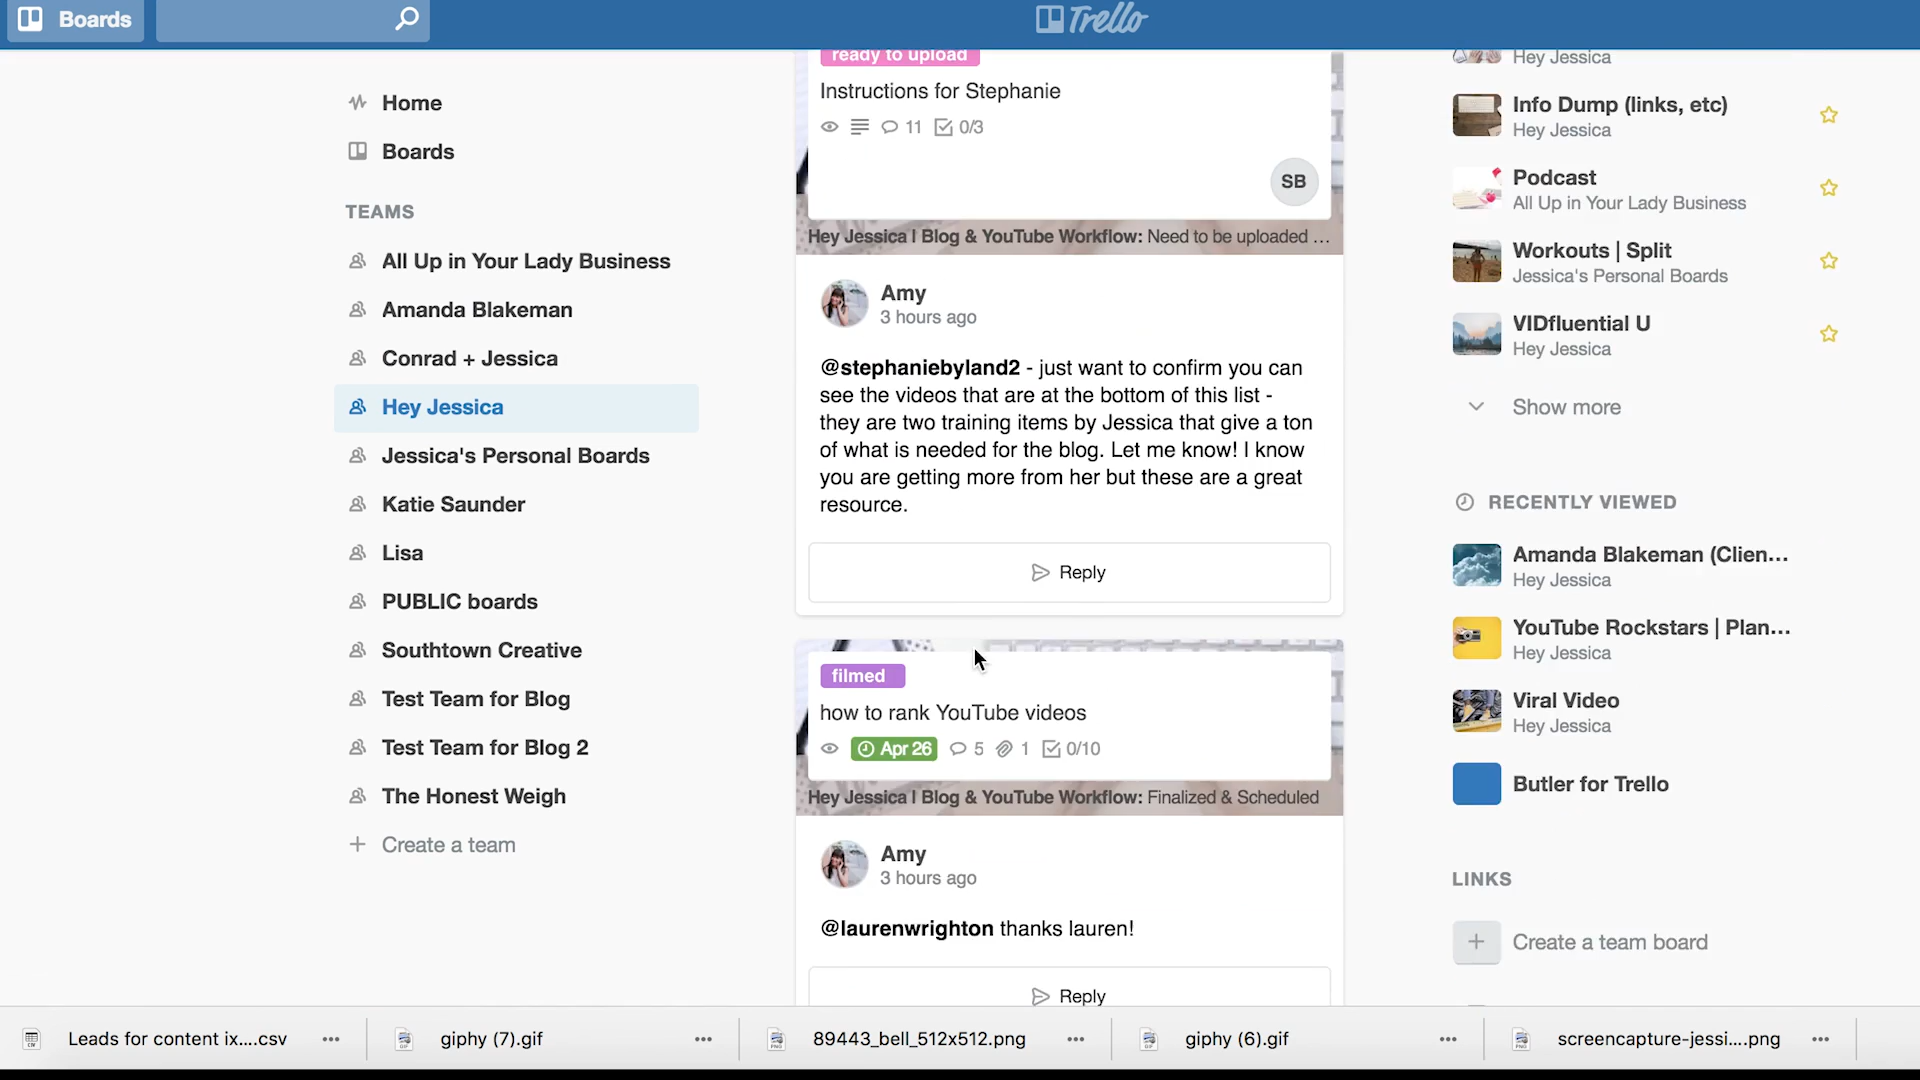 Boards
Trello
Home
Boards
TEAMS
All Up in Your Lady Business
Amanda Blakeman
Conrad + Jessica
Hey Jessica
Jessica's Personal Boards
Katie Saunder
Lisa
PUBLIC boards
Southtown Creative
Test Team for Blog
Test Team for Blog 2
The Honest Weigh
+ Create a team
ready to upload
Instructions for Stephanie
11 0/3
SB
Hey Jessica | Blog & YouTube Workflow: Need to be uploaded ...
Amy
3 hours ago
@stephaniebyland2 - just want to confirm you can
see the videos that are at the bottom of this list -
they are two training items by Jessica that give a ton
of what is needed for the blog. Let me know! I know
you are getting more from her but these are a great
resource.
Reply
filmed
how to rank YouTube videos
Apr 26 5 1 0/10
Hey Jessica | Blog & YouTube Workflow: Finalized & Scheduled
Amy
3 hours ago
@laurenwrighton thanks lauren!
Reply
Hey Jessica
Info Dump (links, etc)
Hey Jessica
Podcast
All Up in Your Lady Business
Workouts | Split
Jessica's Personal Boards
VIDfluential U
Hey Jessica
Show more
RECENTLY VIEWED
Amanda Blakeman (Clien...
Hey Jessica
YouTube Rockstars | Plan...
Hey Jessica
Viral Video
Hey Jessica
Butler for Trello
LINKS
+ Create a team board
Leads for content ix....csv
giphy (7).gif
89443_bell_512x512.png
giphy (6).gif
screencapture-jessi....png